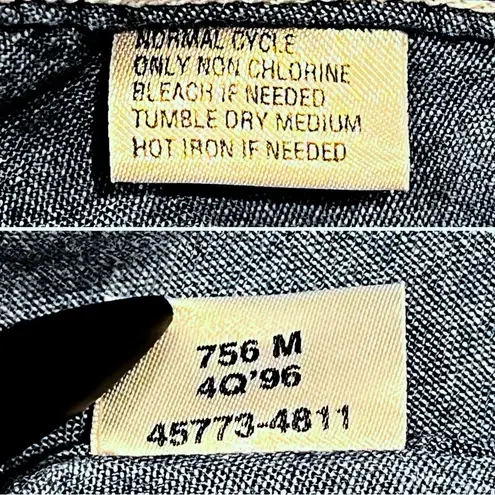 NORMAL CYCLE
ONLY NON CHLORINE
BLEACH IF NEEDED
TUMBLE DRY MEDIUM
HOT IRON IF NEEDED
756 M
4Q'96
45773-4811